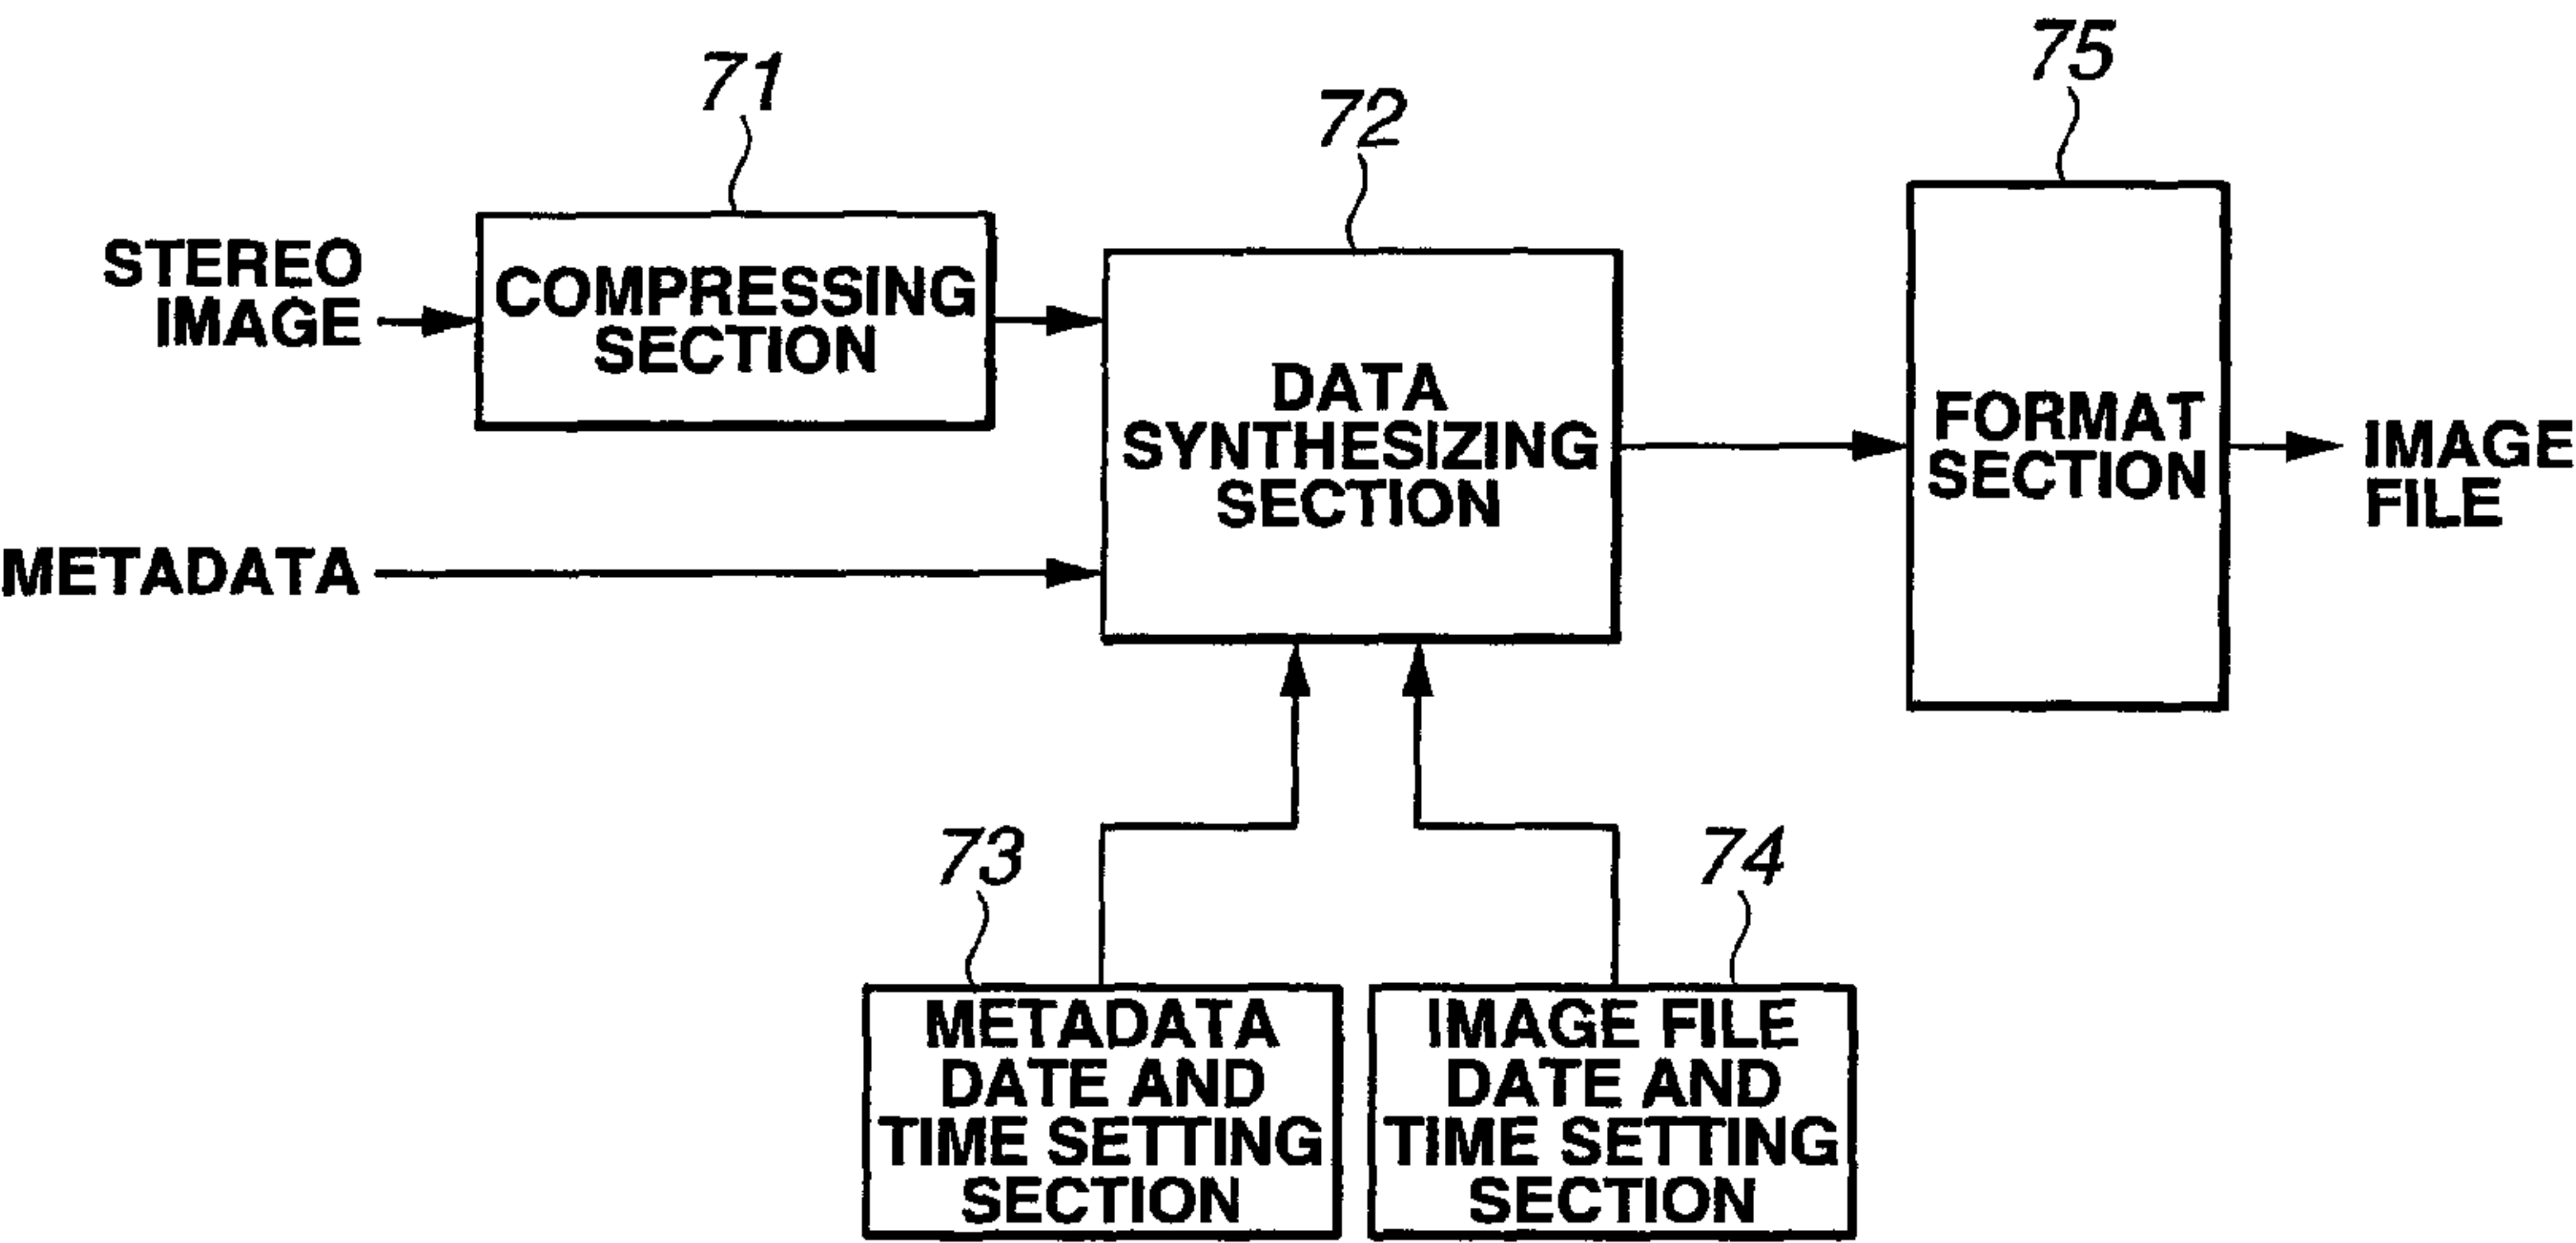 71
72
75
STEREO
IMAGE
COMPRESSING
SECTION
DATA
SYNTHESIZING
SECTION
FORMAT
SECTION
IMAGE
FILE
METADATA
73
74
METADATA
DATE AND
TIME SETTING
SECTION
IMAGE FILE
DATE AND
TIME SETTING
SECTION